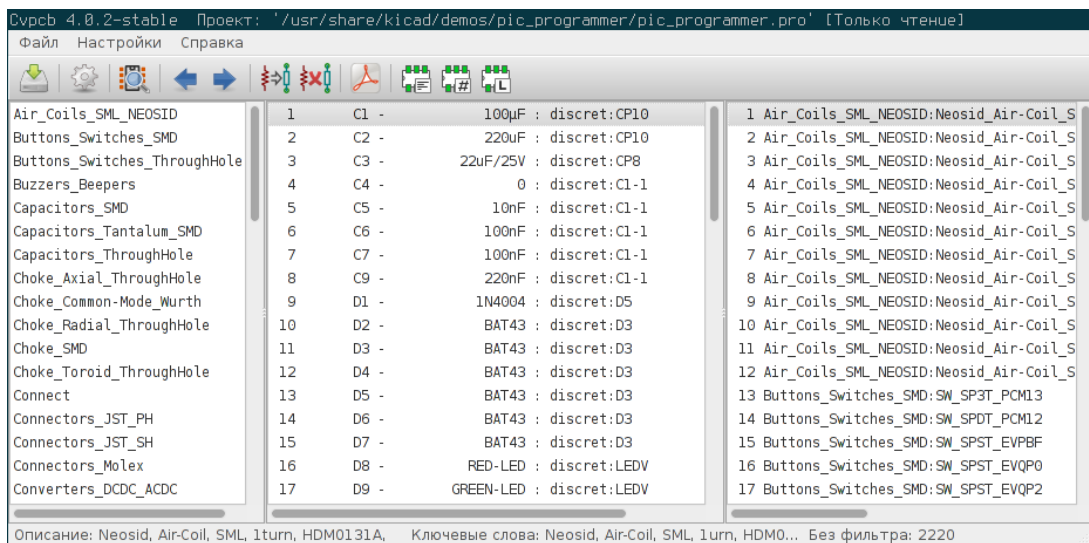 Cvpcb 4.0.2-stable Проект: '/usr/share/kicad/demos/pic_programmer/pic_programmer.pro' [Только чтение]
Файл Настройки Справка
Air_Coils_SML_NEOSID
Buttons_Switches_SMD
Buttons_Switches_ThroughHole
Buzzers_Beepers
Capacitors_SMD
Capacitors_Tantalum_SMD
Capacitors_ThroughHole
Choke_Axial_ThroughHole
Choke_Common-Mode_Wurth
Choke_Radial_ThroughHole
Choke_SMD
Choke_Toroid_ThroughHole
Connect
Connectors_JST_PH
Connectors_JST_SH
Connectors_Molex
Converters_DCDC_ACDC
1 C1 - 100µF : discret:CP10
2 C2 - 220uF : discret:CP10
3 C3 - 22uF/25V : discret:CP8
4 C4 - 0 : discret:C1-1
5 C5 - 10nF : discret:C1-1
6 C6 - 100nF : discret:C1-1
7 C7 - 100nF : discret:C1-1
8 C9 - 220nF : discret:C1-1
9 D1 - 1N4004 : discret:D5
10 D2 - BAT43 : discret:D3
11 D3 - BAT43 : discret:D3
12 D4 - BAT43 : discret:D3
13 D5 - BAT43 : discret:D3
14 D6 - BAT43 : discret:D3
15 D7 - BAT43 : discret:D3
16 D8 - RED-LED : discret:LEDV
17 D9 - GREEN-LED : discret:LEDV
1 Air_Coils_SML_NEOSID:Neosid_Air-Coil_S
2 Air_Coils_SML_NEOSID:Neosid_Air-Coil_S
3 Air_Coils_SML_NEOSID:Neosid_Air-Coil_S
4 Air_Coils_SML_NEOSID:Neosid_Air-Coil_S
5 Air_Coils_SML_NEOSID:Neosid_Air-Coil_S
6 Air_Coils_SML_NEOSID:Neosid_Air-Coil_S
7 Air_Coils_SML_NEOSID:Neosid_Air-Coil_S
8 Air_Coils_SML_NEOSID:Neosid_Air-Coil_S
9 Air_Coils_SML_NEOSID:Neosid_Air-Coil_S
10 Air_Coils_SML_NEOSID:Neosid_Air-Coil_S
11 Air_Coils_SML_NEOSID:Neosid_Air-Coil_S
12 Air_Coils_SML_NEOSID:Neosid_Air-Coil_S
13 Buttons_Switches_SMD:SW_SP3T_PCM13
14 Buttons_Switches_SMD:SW_SPDT_PCM12
15 Buttons_Switches_SMD:SW_SPST_EVPBF
16 Buttons_Switches_SMD:SW_SPST_EVQP0
17 Buttons_Switches_SMD:SW_SPST_EVQP2
Описание: Neosid, Air-Coil, SML, 1turn, HDM0131A, Ключевые слова: Neosid, Air-Coil, SML, 1urn, HDM0... Без фильтра: 2220